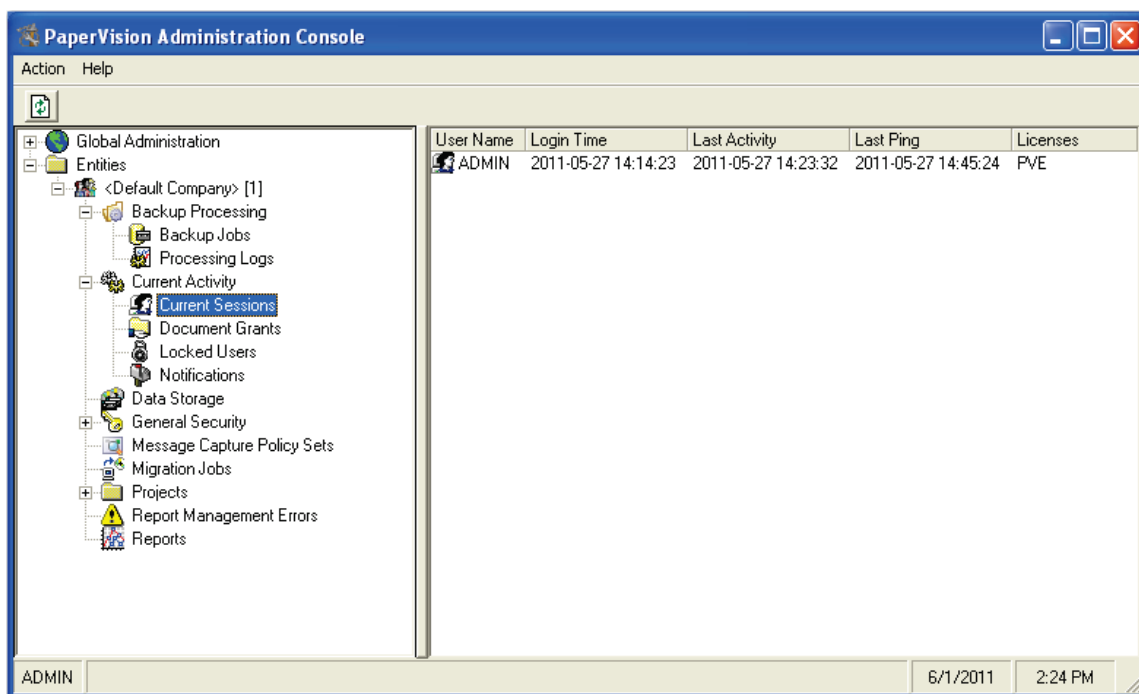 PaperVision Administration Console
Action Help
Global Administration
Entities
<Default Company> [1]
Backup Processing
Backup Jobs
Processing Logs
Current Activity
Current Sessions
Document Grants
Locked Users
Notifications
Data Storage
General Security
Message Capture Policy Sets
Migration Jobs
Projects
Report Management Errors
Reports
User Name Login Time Last Activity Last Ping Licenses
ADMIN 2011-05-27 14:14:23 2011-05-27 14:23:32 2011-05-27 14:45:24 PVE
ADMIN 6/1/2011 2:24 PM